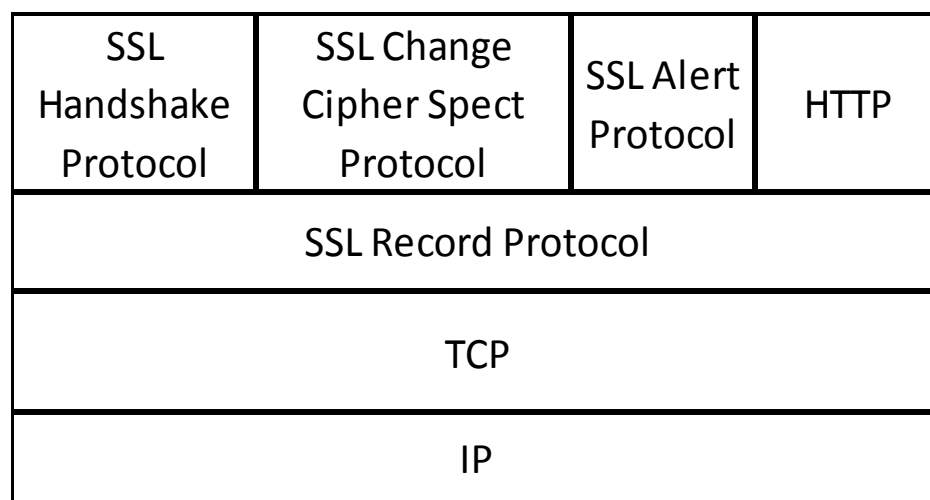 SSL
Handshake
Protocol
SSL Change
Cipher Spect
Protocol
SSL Alert
Protocol
HTTP
SSL Record Protocol
TCP
IP